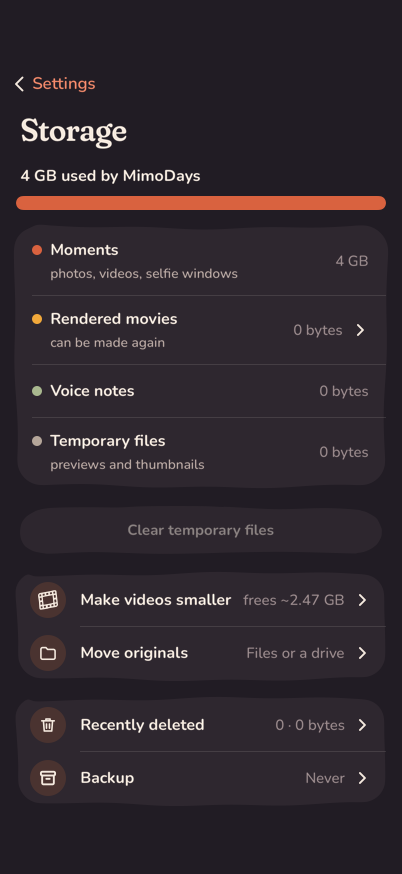 Settings
Storage
4 GB used by MimoDays
Moments
photos, videos, selfie windows
4 GB
Rendered movies
can be made again
0 bytes
Voice notes
0 bytes
Temporary files
previews and thumbnails
0 bytes
Clear temporary files
Make videos smaller frees ~2.47 GB
Move originals Files or a drive
Recently deleted 0 · 0 bytes
Backup Never